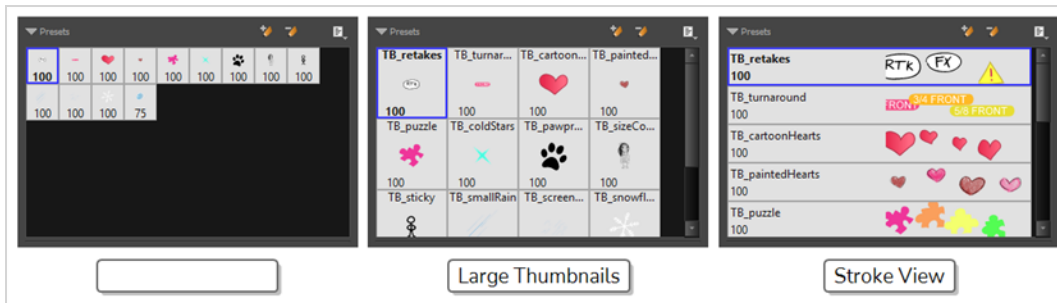 Presets
100 100 100 100 100 100 100 100 100
100 100 100 75
Presets
TB_retakes TB_turnar... TB_cartoon... TB_painted...
RTK
100 100 100 100
TB_puzzle TB_coldStars TB_pawpr... TB_sizeCo...
100 100 100 100
TB_sticky TB_smallRain TB_screen... TB_snowfl...
Presets
TB_retakes
100
RTK FX
TB_turnaround
100
FRONT 3/4 FRONT
5/8 FRONT
TB_cartoonHearts
100
TB_paintedHearts
100
TB_puzzle
100
Large Thumbnails
Stroke View